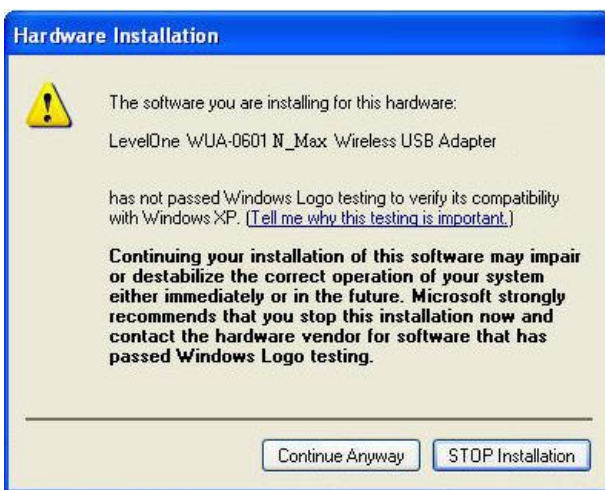 Hardware Installation
The software you are installing for this hardware:
LevelOne WUA-0601 N_Max Wireless USB Adapter
has not passed Windows Logo testing to verify its compatibility
with Windows XP. (Tell me why this testing is important.)
Continuing your installation of this software may impair
or destabilize the correct operation of your system
either immediately or in the future. Microsoft strongly
recommends that you stop this installation now and
contact the hardware vendor for software that has
passed Windows Logo testing.
Continue Anyway
STOP Installation